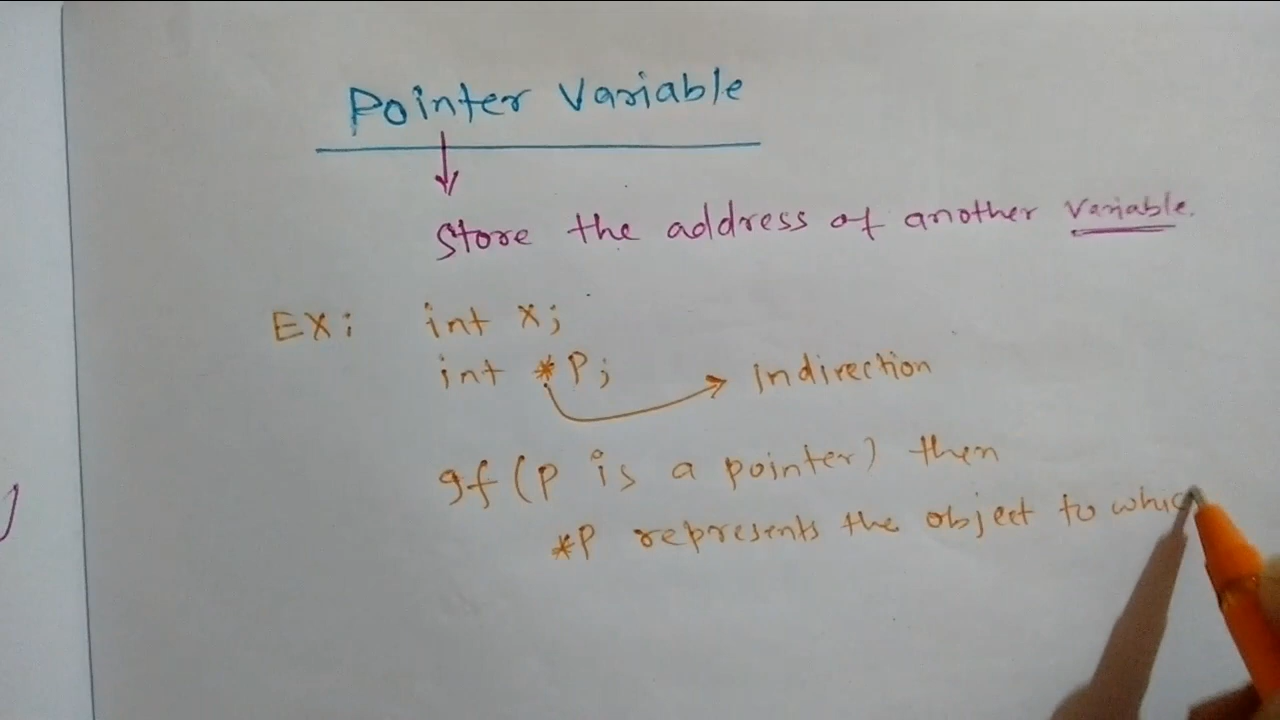 Pointer Variable
Store the address of another variable.
EX: int x;
int *P; → indirection
If (P is a pointer) then
*P represents the object to which